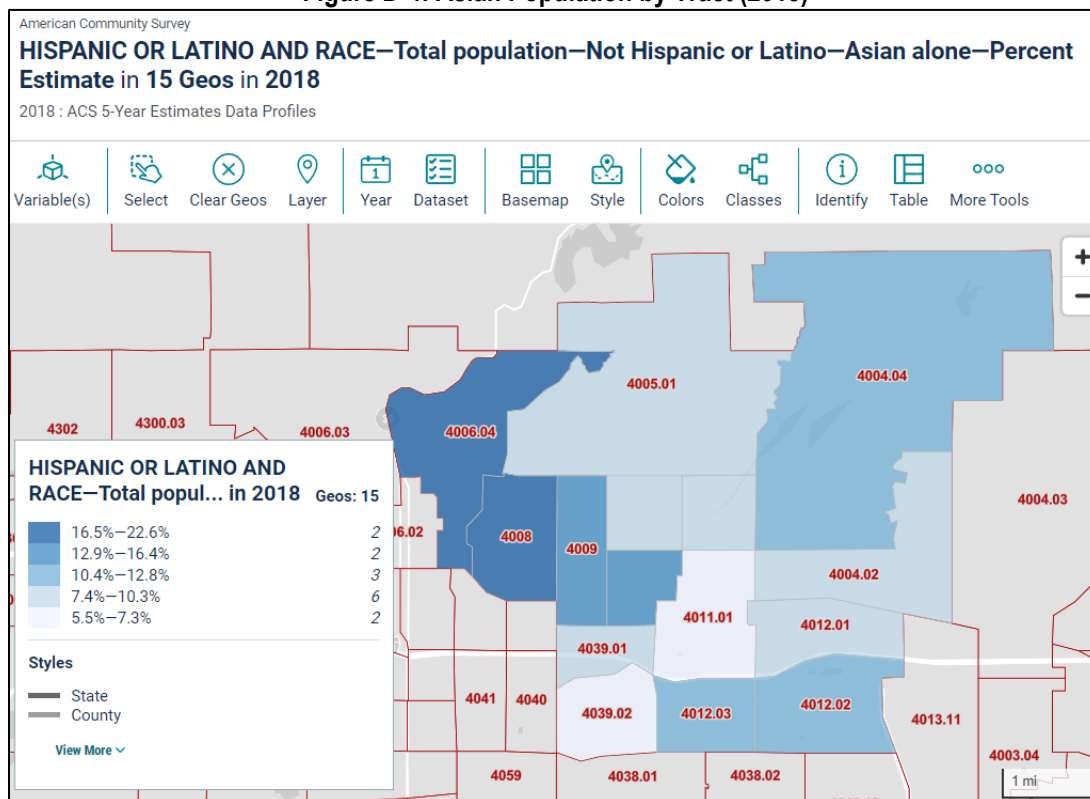 American Community Survey
HISPANIC OR LATINO AND RACE—Total population—Not Hispanic or Latino—Asian alone—Percent
Estimate in 15 Geos in 2018
2018 : ACS 5-Year Estimates Data Profiles
Variable(s) Select Clear Geos Layer Year Dataset Basemap Style Colors Classes Identify Table More Tools
4005.01
4004.04
4302 4300.03 4006.03 4006.04
4004.03
4008 4009
4004.02
4011.01 4012.01
4039.01
4041 4040 4039.02 4012.03 4012.02 4013.11
4003.04
4059 4038.01 4038.02
1 mi
HISPANIC OR LATINO AND
RACE—Total popul... in 2018 Geos: 15
16.5%—22.6% 2
12.9%—16.4% 2
10.4%—12.8% 3
7.4%—10.3% 6
5.5%—7.3% 2
Styles
State
County
View More